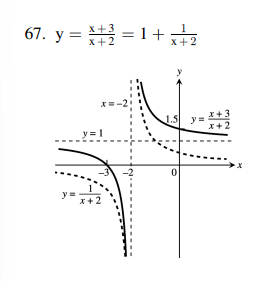 67. y = x+3/x+2 = 1 + 1/x+2
y
x=-2
1.5 y = x+3/x+2
y=1
x
-3 -2 0
y = 1/x+2